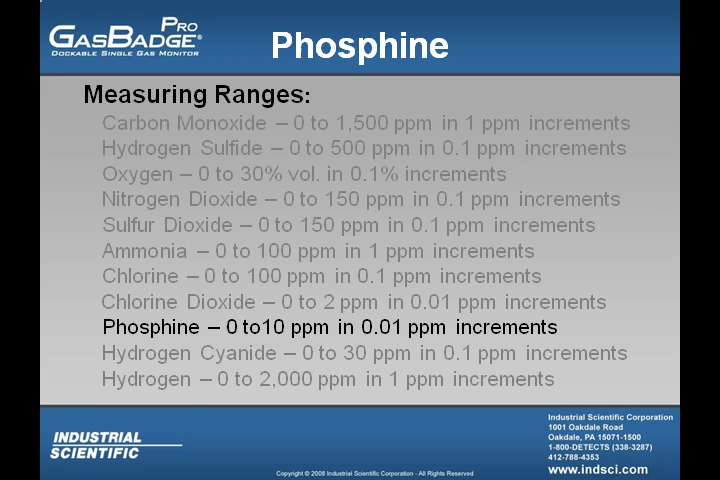 PRO
GASBADGE®
DOCKABLE SINGLE GAS MONITOR
Phosphine
Measuring Ranges:
Carbon Monoxide – 0 to 1,500 ppm in 1 ppm increments
Hydrogen Sulfide – 0 to 500 ppm in 0.1 ppm increments
Oxygen – 0 to 30% vol. in 0.1% increments
Nitrogen Dioxide – 0 to 150 ppm in 0.1 ppm increments
Sulfur Dioxide – 0 to 150 ppm in 0.1 ppm increments
Ammonia – 0 to 100 ppm in 1 ppm increments
Chlorine – 0 to 100 ppm in 0.1 ppm increments
Chlorine Dioxide – 0 to 2 ppm in 0.01 ppm increments
Phosphine – 0 to10 ppm in 0.01 ppm increments
Hydrogen Cyanide – 0 to 30 ppm in 0.1 ppm increments
Hydrogen – 0 to 2,000 ppm in 1 ppm increments
INDUSTRIAL
SCIENTIFIC
Copyright © 2008 Industrial Scientific Corporation - All Rights Reserved
Industrial Scientific Corporation
1001 Oakdale Road
Oakdale, PA 15071-1500
1-800-DETECTS (338-3287)
412-788-4353
www.indsci.com